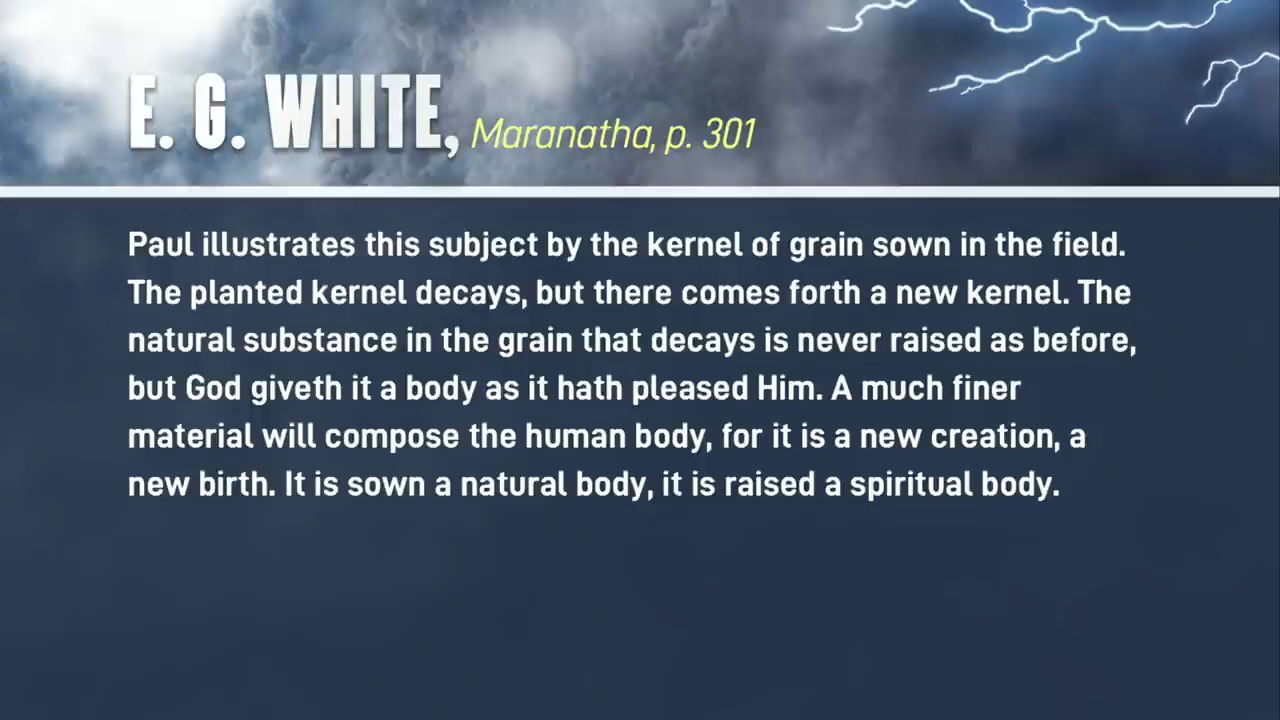 E. G. WHITE, Maranatha, p. 301
Paul illustrates this subject by the kernel of grain sown in the field.
The planted kernel decays, but there comes forth a new kernel. The
natural substance in the grain that decays is never raised as before,
but God giveth it a body as it hath pleased Him. A much finer
material will compose the human body, for it is a new creation, a
new birth. It is sown a natural body, it is raised a spiritual body.